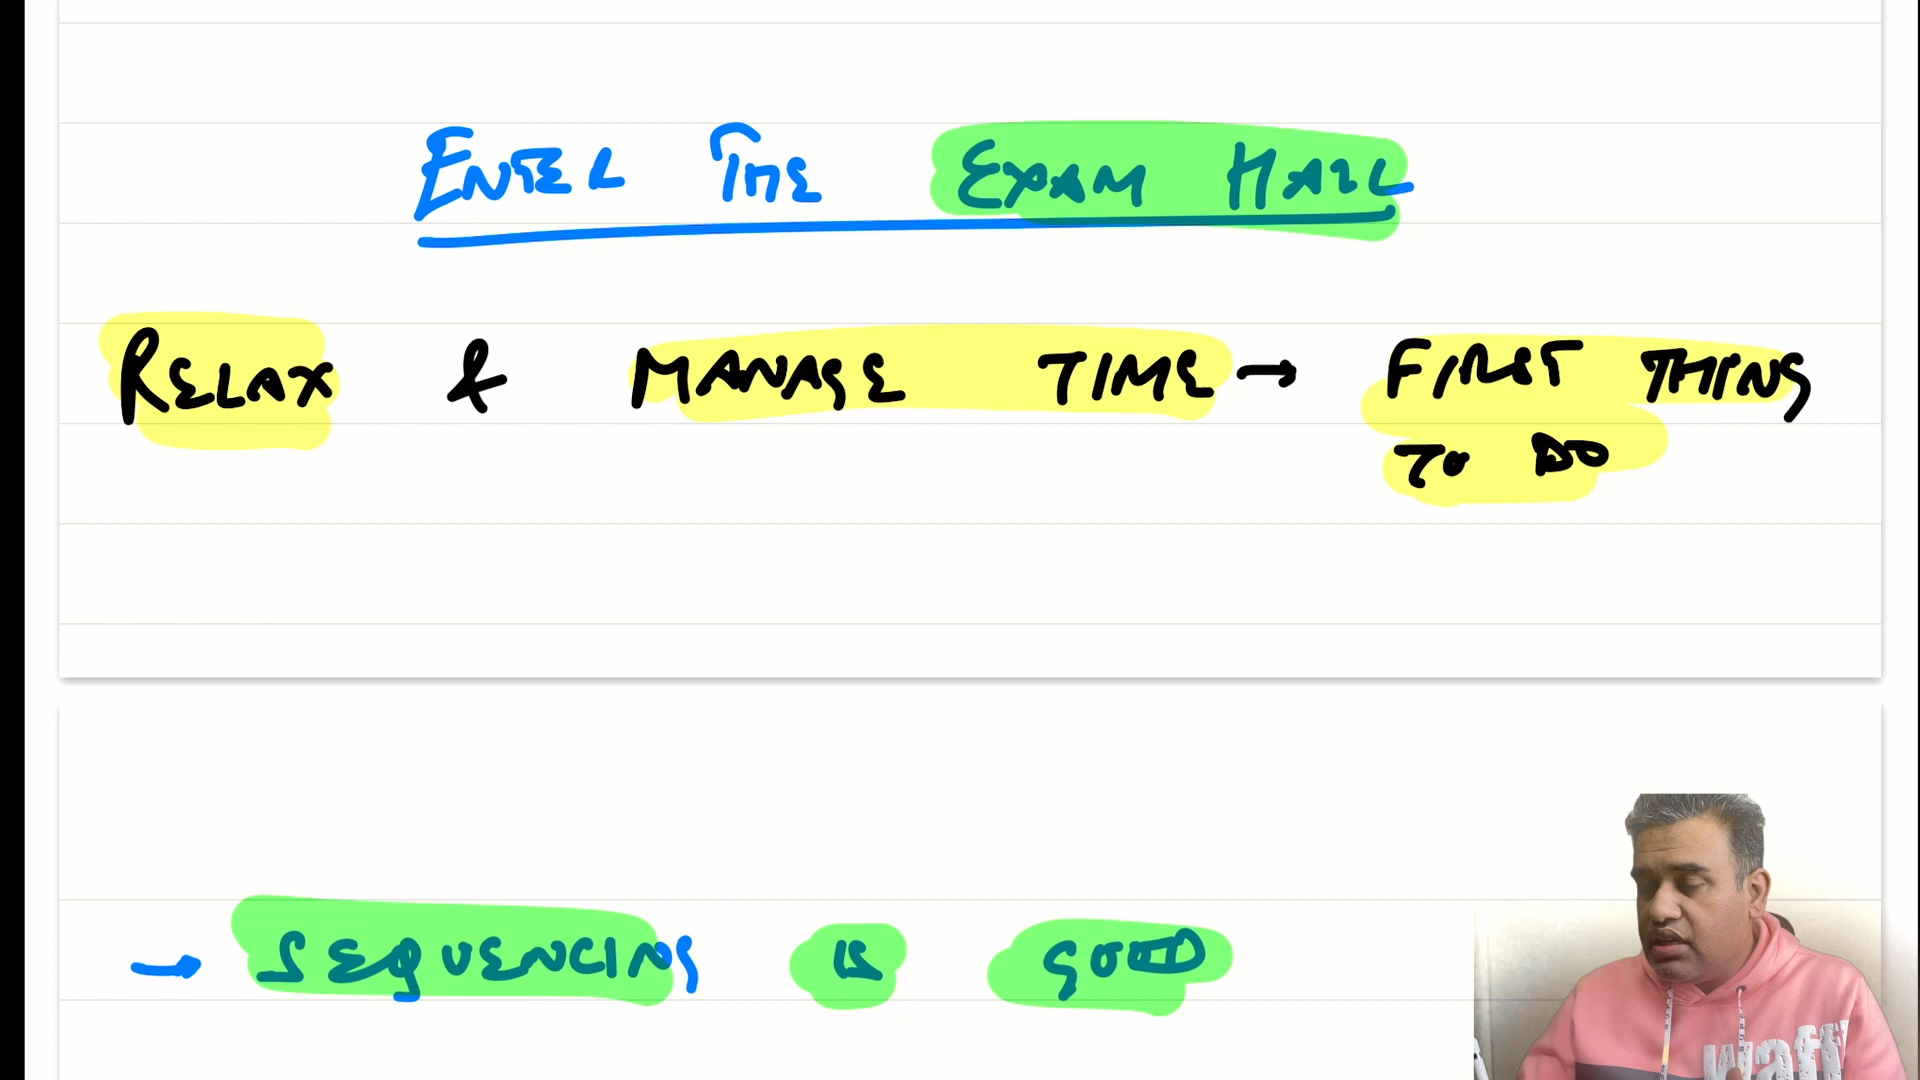 ENTER THE EXAM HALL
RELAX & MANAGE TIME → FIRST THING
TO DO
→ SEQUENCING IS GOOD